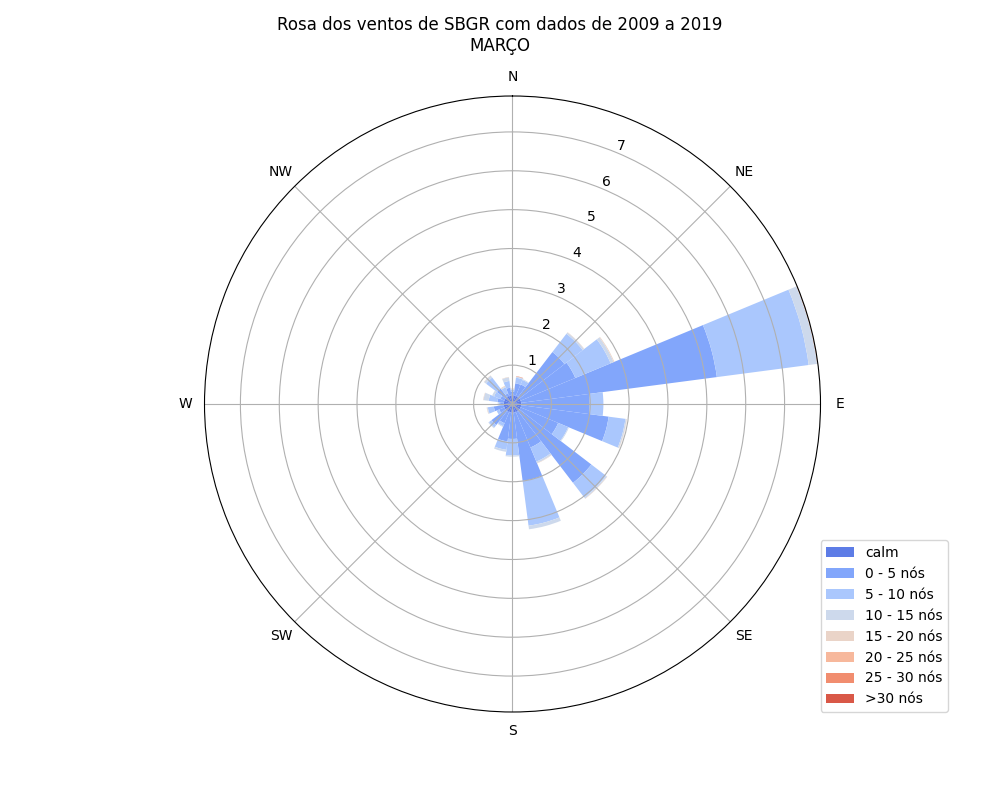 Rosa dos ventos de SBGR com dados de 2009 a 2019
MARÇO
N
NW
NE
7
6
5
4
3
2
1
W
E
SW
SE
S
calm
0 - 5 nós
5 - 10 nós
10 - 15 nós
15 - 20 nós
20 - 25 nós
25 - 30 nós
>30 nós